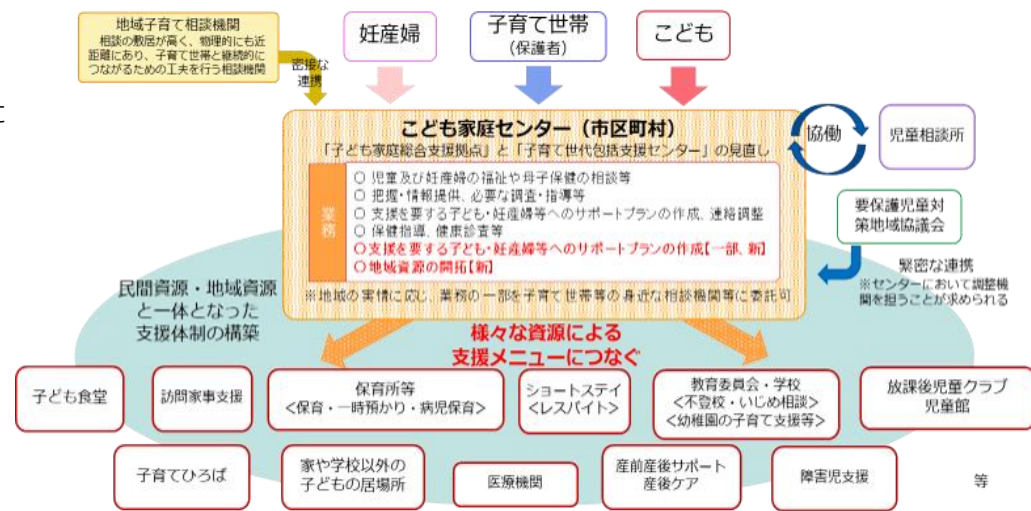 地域子育て相談機関
相談の敷居が高く、物理的にも近
距離にあり、子育て世帯と継続的に
つながるための工夫を行う相談機関
密接な
連携
妊産婦
子育て世帯
(保護者)
こども
こども家庭センター（市区町村）
「子ども家庭総合支援拠点」と「子育て世代包括支援センター」の見直し
業務
○ 児童及び妊産婦の福祉や母子保健の相談等
○ 把握・情報提供、必要な調査・指導等
○ 支援を要する子ども・妊産婦等へのサポートプランの作成、連絡調整
○ 保健指導、健康診査等
○ 支援を要する子ども・妊産婦等へのサポートプランの作成【一部、新】
○ 地域資源の開拓【新】
※地域の実情に応じ、業務の一部を子育て世帯等の身近な相談機関等に委託可
協働
児童相談所
要保護児童対
策地域協議会
緊密な連携
※センターにおいて調整機
関を担うことが求められる
民間資源・地域資源
と一体となった
支援体制の構築
様々な資源による
支援メニューにつなぐ
子ども食堂
訪問家事支援
保育所等
<保育・一時預かり・病児保育>
ショートステイ
<レスパイト>
教育委員会・学校
<不登校・いじめ相談>
<幼稚園の子育て支援等>
放課後児童クラブ
児童館
子育てひろば
家や学校以外の
子どもの居場所
医療機関
産前産後サポート
産後ケア
障害児支援
等